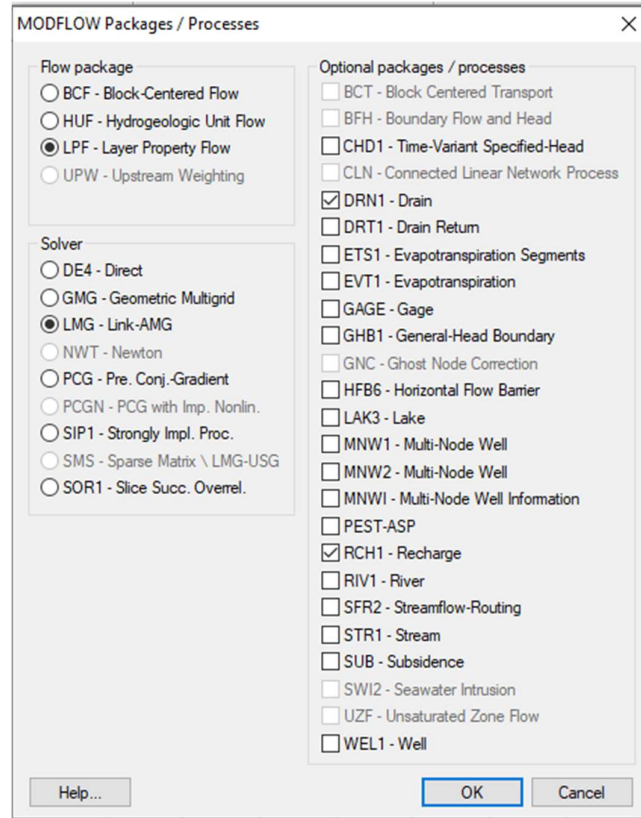 MODFLOW Packages / Processes
Flow package
BCF - Block-Centered Flow
HUF - Hydrogeologic Unit Flow
LPF - Layer Property Flow
UPW - Upstream Weighting
Solver
DE4 - Direct
GMG - Geometric Multigrid
LMG - Link-AMG
NWT - Newton
PCG - Pre. Conj.-Gradient
PCGN - PCG with Imp. Nonlin.
SIP1 - Strongly Impl. Proc.
SMS - Sparse Matrix \ LMG-USG
SOR1 - Slice Succ. Overrel.
Optional packages / processes
BCT - Block Centered Transport
BFH - Boundary Flow and Head
CHD1 - Time-Variant Specified-Head
CLN - Connected Linear Network Process
DRN1 - Drain
DRT1 - Drain Return
ETS1 - Evapotranspiration Segments
EVT1 - Evapotranspiration
GAGE - Gage
GHB1 - General-Head Boundary
GNC - Ghost Node Correction
HFB6 - Horizontal Flow Barrier
LAK3 - Lake
MNW1 - Multi-Node Well
MNW2 - Multi-Node Well
MNWI - Multi-Node Well Information
PEST-ASP
RCH1 - Recharge
RIV1 - River
SFR2 - Streamflow-Routing
STR1 - Stream
SUB - Subsidence
SWI2 - Seawater Intrusion
UZF - Unsaturated Zone Flow
WEL1 - Well
Help...
OK
Cancel